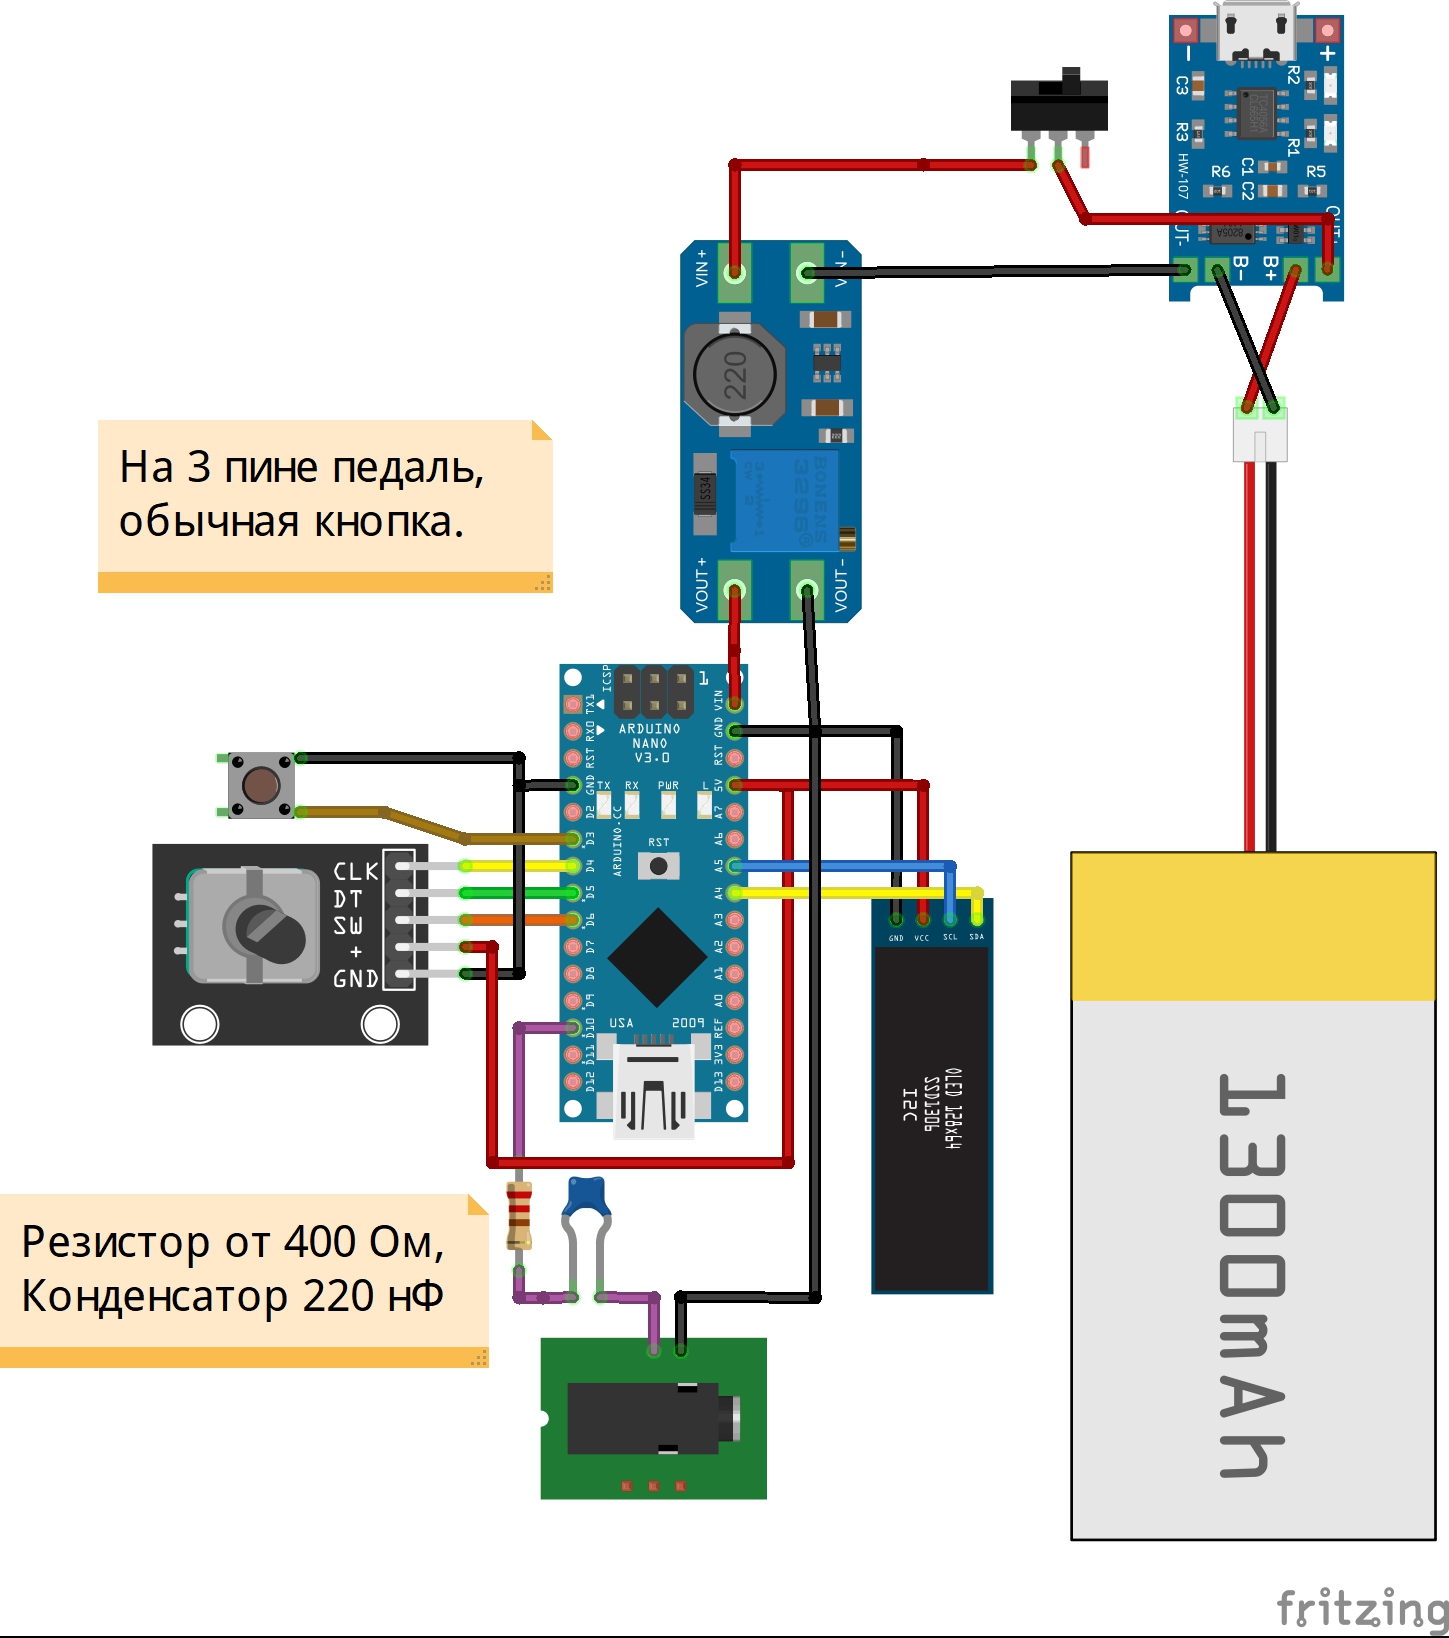 -
+
C3
R2
R3
R1
HW-107
C1
R6
C2
R5
OUT-
B-
B+
VIN+
VIN-
220
На 3 пине педаль,
обычная кнопка.
SS34
BONENS
3596®
VOUT+
VOUT-
ICSP
1
ARDUINO
NANO
V3.0
TX1
RX0
RST
GND
D2
D3
D4
D5
D6
D7
D8
D9
D10
D11
D12
VIN
GND
RST
5V
A7
A6
A5
A4
A3
A2
A1
A0
REF
3V3
D13
TX
RX
PWR
L
ARDUINO.CC
RST
USA
2009
CLK
DT
SW
+
GND
GND
VCC
SCL
SDA
OLED 128x64
SSD1306
I2C
1300mAh
Резистор от 400 Ом,
Конденсатор 220 нФ
fritzing